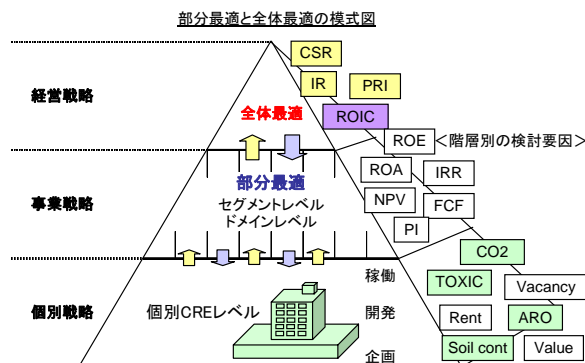 部分最適と全体最適の模式図
CSR
IR
PRI
経営戦略
全体最適
ROIC
ROE
＜階層別の検討要因＞
部分最適
ROA
IRR
事業戦略
セグメントレベル
ドメインレベル
NPV
FCF
PI
CO2
稼働
TOXIC
Vacancy
個別戦略
個別CREレベル
開発
Rent
ARO
企画
Soil cont
Value